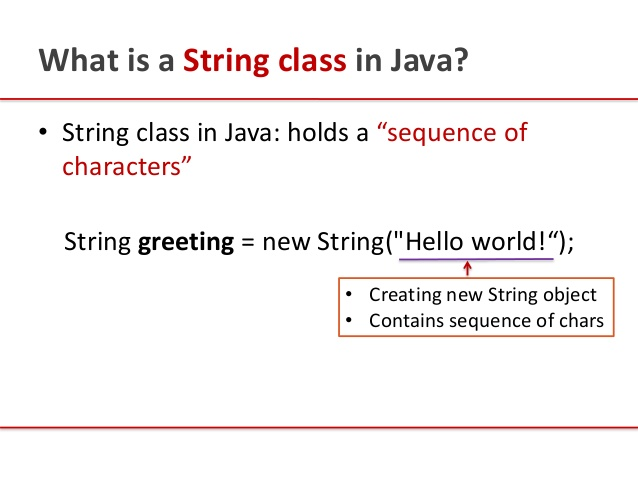 What is a String class in Java?
• String class in Java: holds a “sequence of
characters”
String greeting = new String("Hello world!“);
• Creating new String object
• Contains sequence of chars